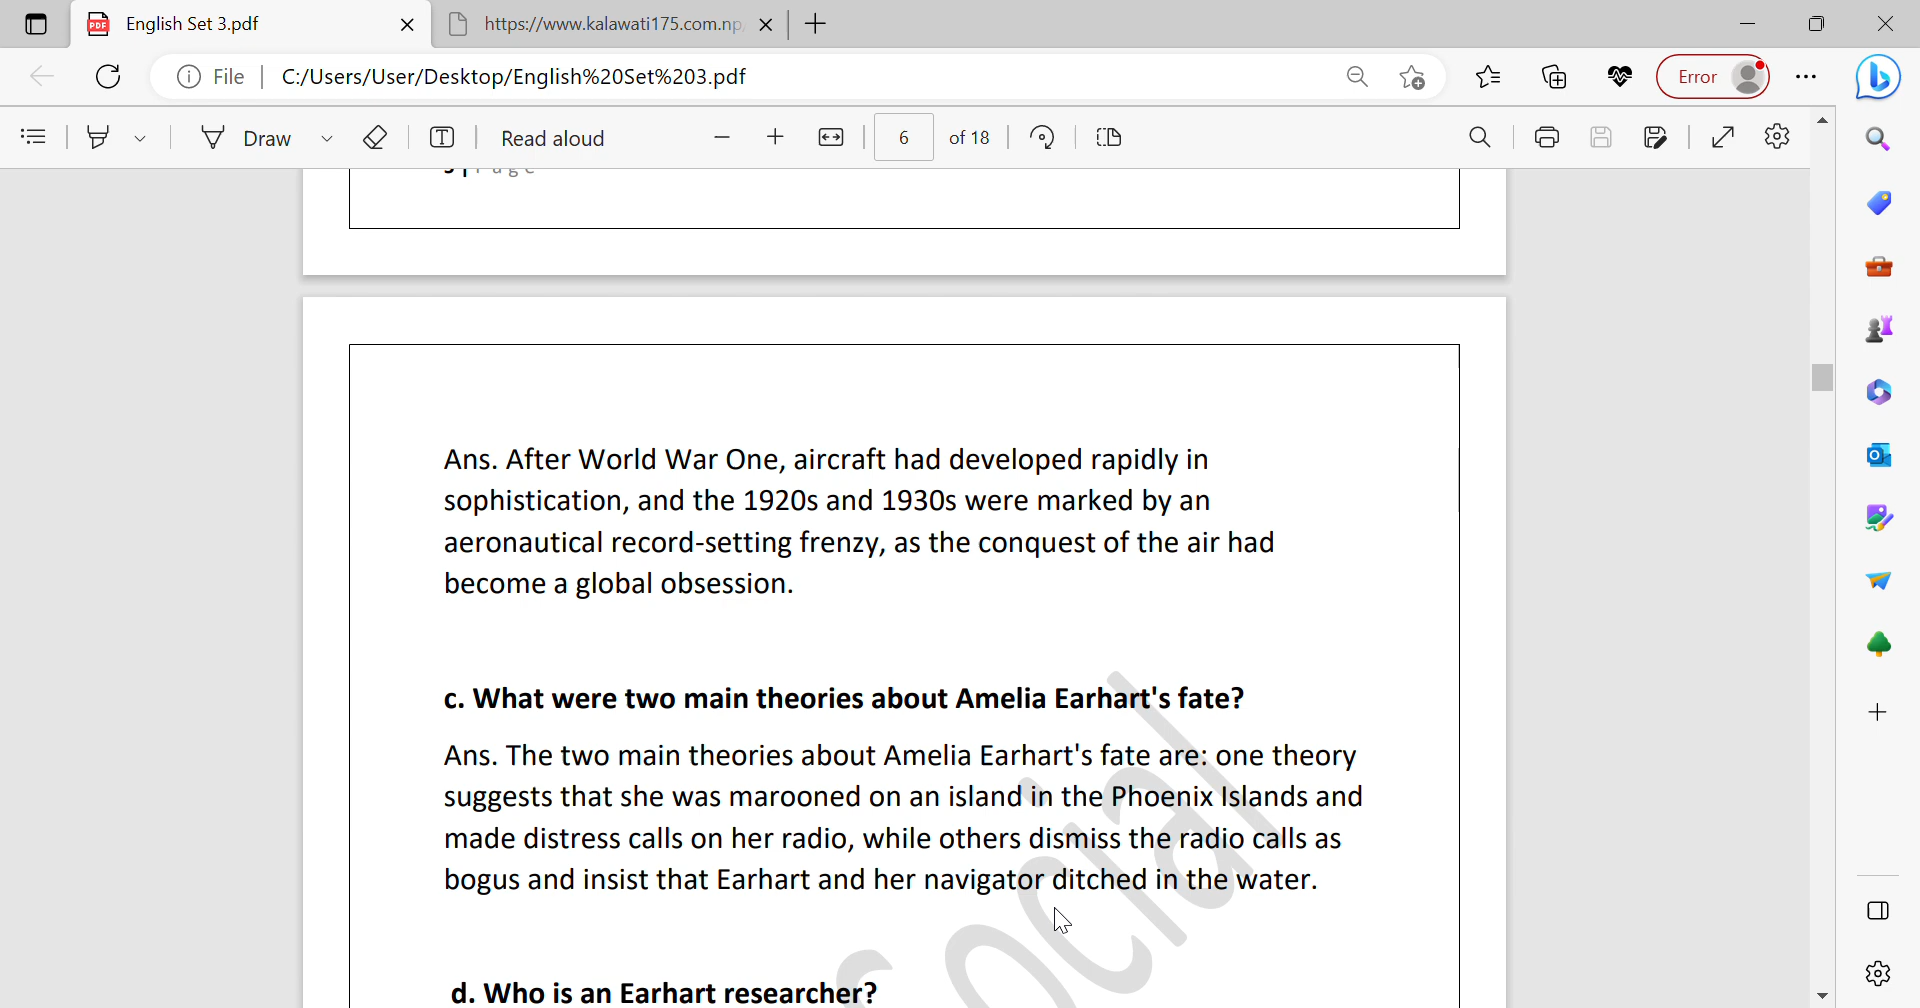 English Set 3.pdf
https://www.kalawati175.com.np/
File
C:/Users/User/Desktop/English%20Set%203.pdf
Error
Draw
Read aloud
6
of 18
Ans. After World War One, aircraft had developed rapidly in
sophistication, and the 1920s and 1930s were marked by an
aeronautical record-setting frenzy, as the conquest of the air had
become a global obsession.
c. What were two main theories about Amelia Earhart's fate?
Ans. The two main theories about Amelia Earhart's fate are: one theory
suggests that she was marooned on an island in the Phoenix Islands and
made distress calls on her radio, while others dismiss the radio calls as
bogus and insist that Earhart and her navigator ditched in the water.
d. Who is an Earhart researcher?